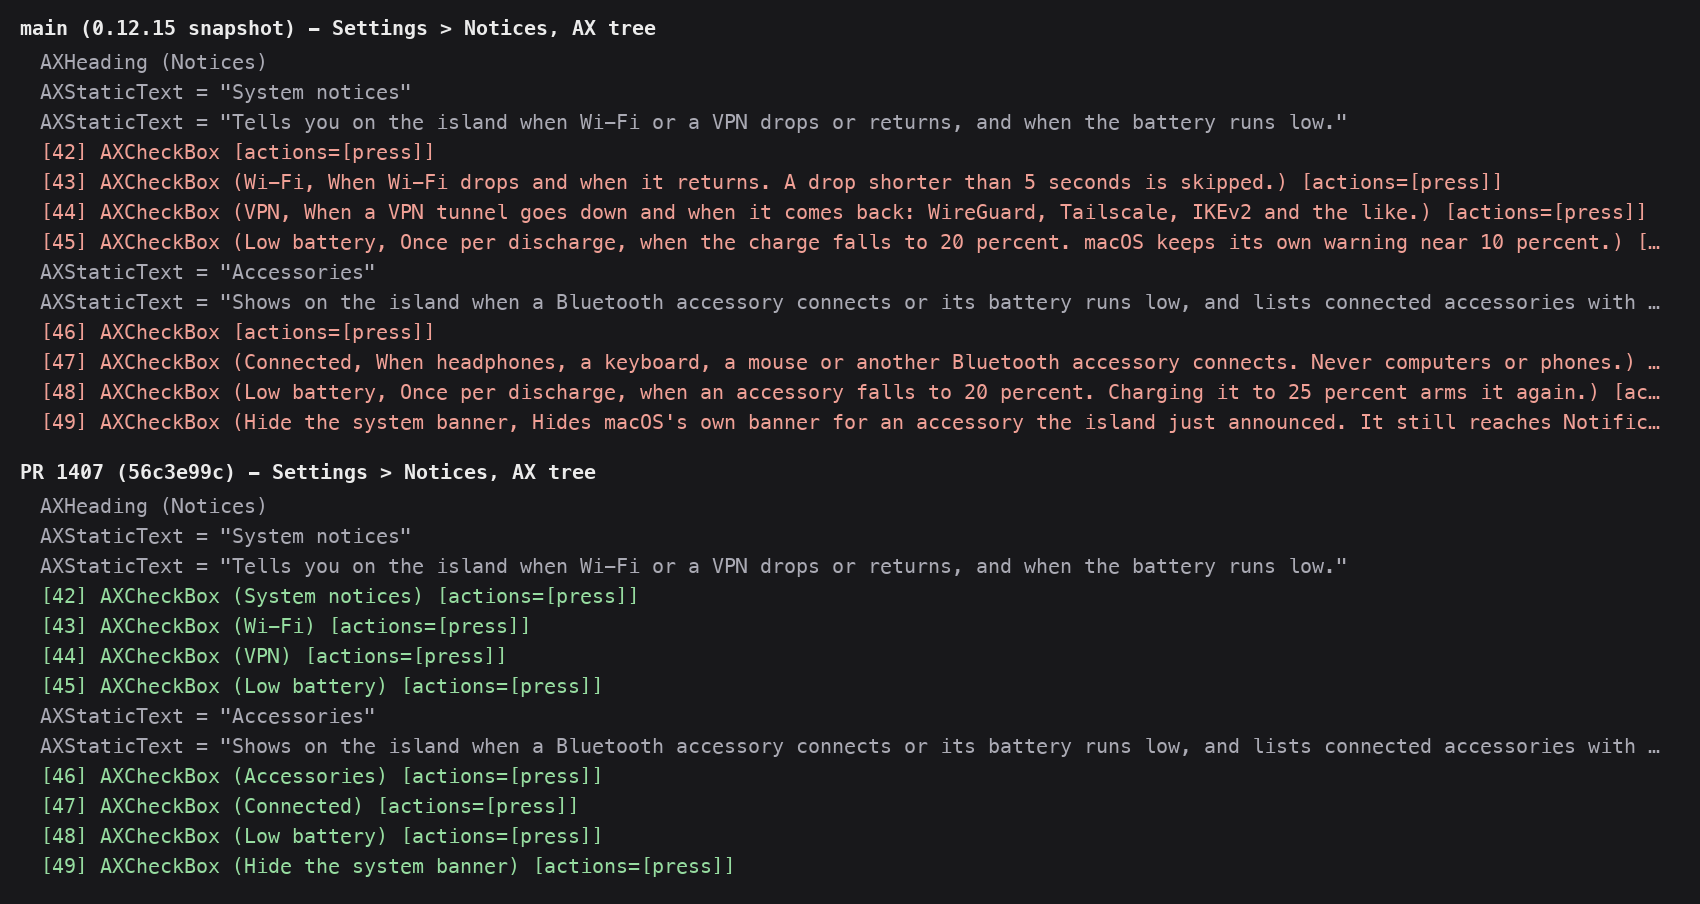 main (0.12.15 snapshot) – Settings > Notices, AX tree
AXHeading (Notices)
AXStaticText = "System notices"
AXStaticText = "Tells you on the island when Wi–Fi or a VPN drops or returns, and when the battery runs low."
[42] AXCheckBox [actions=[press]]
[43] AXCheckBox (Wi–Fi, When Wi–Fi drops and when it returns. A drop shorter than 5 seconds is skipped.) [actions=[press]]
[44] AXCheckBox (VPN, When a VPN tunnel goes down and when it comes back: WireGuard, Tailscale, IKEv2 and the like.) [actions=[press]]
[45] AXCheckBox (Low battery, Once per discharge, when the charge falls to 20 percent. macOS keeps its own warning near 10 percent.) […
AXStaticText = "Accessories"
AXStaticText = "Shows on the island when a Bluetooth accessory connects or its battery runs low, and lists connected accessories with …
[46] AXCheckBox [actions=[press]]
[47] AXCheckBox (Connected, When headphones, a keyboard, a mouse or another Bluetooth accessory connects. Never computers or phones.) …
[48] AXCheckBox (Low battery, Once per discharge, when an accessory falls to 20 percent. Charging it to 25 percent arms it again.) [ac…
[49] AXCheckBox (Hide the system banner, Hides macOS's own banner for an accessory the island just announced. It still reaches Notific…
PR 1407 (56c3e99c) – Settings > Notices, AX tree
AXHeading (Notices)
AXStaticText = "System notices"
AXStaticText = "Tells you on the island when Wi–Fi or a VPN drops or returns, and when the battery runs low."
[42] AXCheckBox (System notices) [actions=[press]]
[43] AXCheckBox (Wi–Fi) [actions=[press]]
[44] AXCheckBox (VPN) [actions=[press]]
[45] AXCheckBox (Low battery) [actions=[press]]
AXStaticText = "Accessories"
AXStaticText = "Shows on the island when a Bluetooth accessory connects or its battery runs low, and lists connected accessories with …
[46] AXCheckBox (Accessories) [actions=[press]]
[47] AXCheckBox (Connected) [actions=[press]]
[48] AXCheckBox (Low battery) [actions=[press]]
[49] AXCheckBox (Hide the system banner) [actions=[press]]